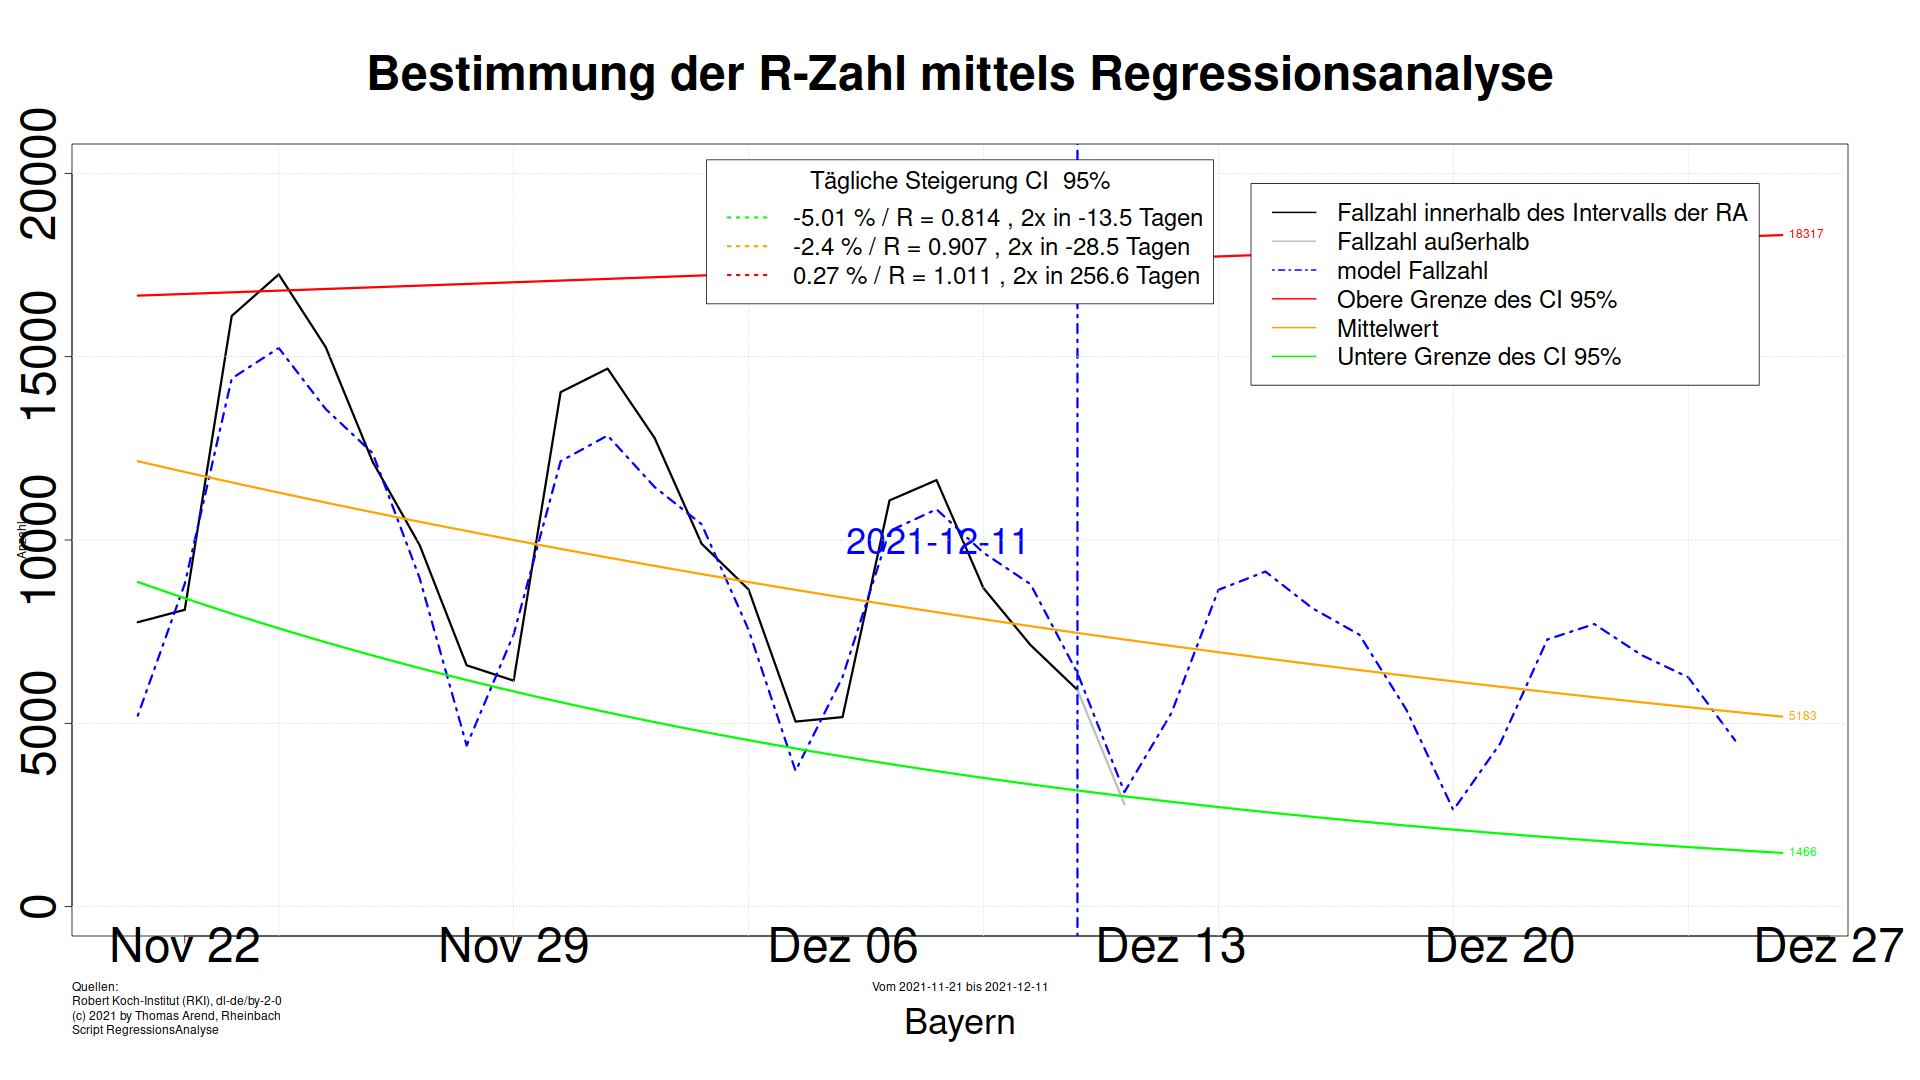 Bestimmung der R-Zahl mittels Regressionsanalyse
Anzahl
20000
15000
10000
5000
0
Tägliche Steigerung CI  95%
-5.01 % / R = 0.814 , 2x in -13.5 Tagen
-2.4 % / R = 0.907 , 2x in -28.5 Tagen
0.27 % / R = 1.011 , 2x in 256.6 Tagen
Fallzahl innerhalb des Intervalls der RA
Fallzahl außerhalb
model Fallzahl
Obere Grenze des CI 95%
Mittelwert
Untere Grenze des CI 95%
18317
2021-12-11
5183
1466
Nov 22
Nov 29
Dez 06
Dez 13
Dez 20
Dez 27
Quellen:
Robert Koch-Institut (RKI), dl-de/by-2-0
(c) 2021 by Thomas Arend, Rheinbach
Script RegressionsAnalyse
Vom 2021-11-21 bis 2021-12-11
Bayern